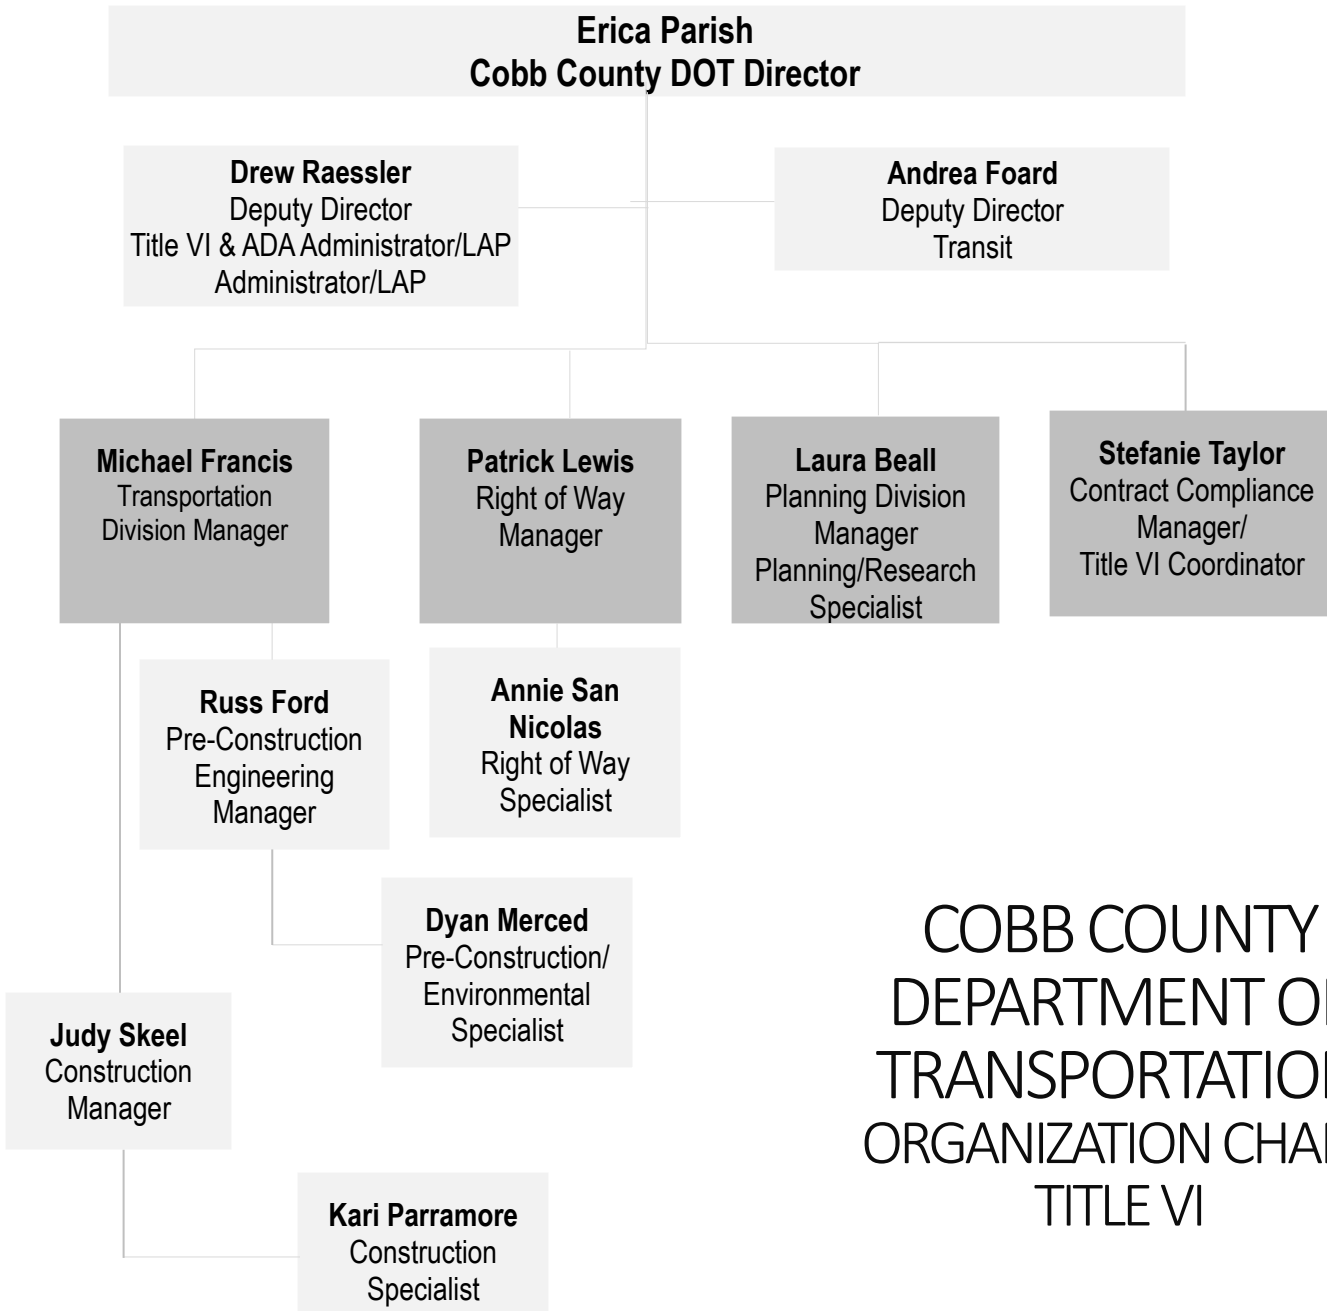 Erica Parish
Cobb County DOT Director
Drew Raessler
Deputy Director
Title VI & ADA Administrator/LAP
Administrator/LAP
Andrea Foard
Deputy Director
Transit
Michael Francis
Transportation
Division Manager
Patrick Lewis
Right of Way
Manager
Laura Beall
Planning Division
Manager
Planning/Research
Specialist
Stefanie Taylor
Contract Compliance
Manager/
Title VI Coordinator
Russ Ford
Pre-Construction
Engineering
Manager
Annie San
Nicolas
Right of Way
Specialist
Dyan Merced
Pre-Construction/
Environmental
Specialist
Judy Skeel
Construction
Manager
Kari Parramore
Construction
Specialist
COBB COUNTY
DEPARTMENT
TRANSPORTATION
ORGANIZATION
TITLE VI